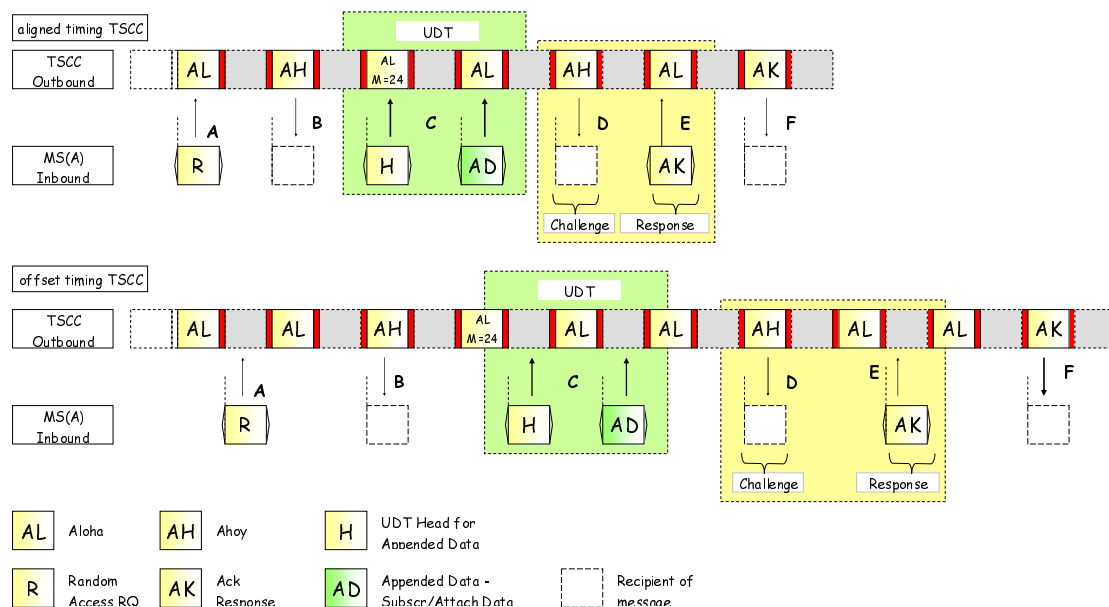 aligned timing TSCC
UDT
TSCC
Outbound
AL
AH
AL
M=24
AL
AH
AL
AK
A
B
C
D
E
F
MS(A)
Inbound
R
H
AD
AK
Challenge
Response
offset timing TSCC
UDT
TSCC
Outbound
AL
AL
AH
AL
M=24
AL
AL
AH
AL
AL
AK
A
B
C
D
E
F
MS(A)
Inbound
R
H
AD
AK
Challenge
Response
AL
Aloha
AH
Ahoy
H
UDT Head for
Appended Data
R
Random
Access RQ
AK
Ack
Response
AD
Appended Data -
Subscr/Attach Data
Recipient of
message